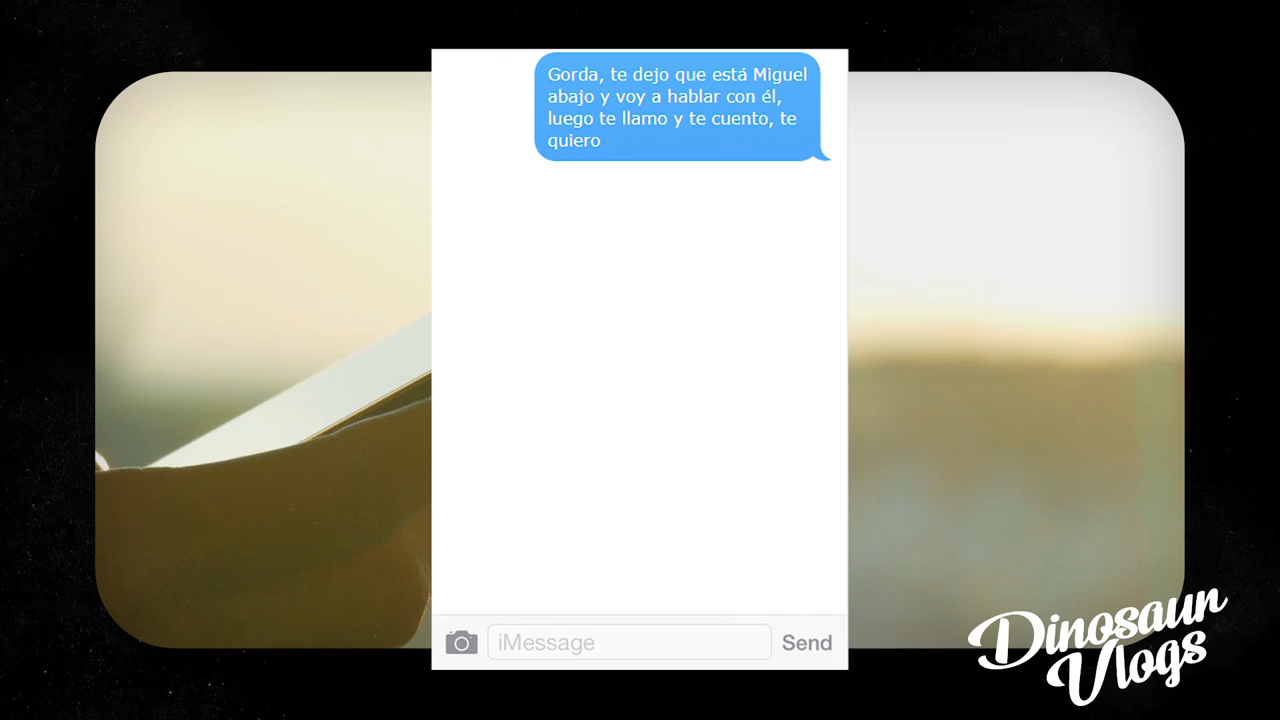 Gorda, te dejo que está Miguel
abajo y voy a hablar con él,
luego te llamo y te cuento, te
quiero
iMessage
Send
Dinosaur
Vlogs